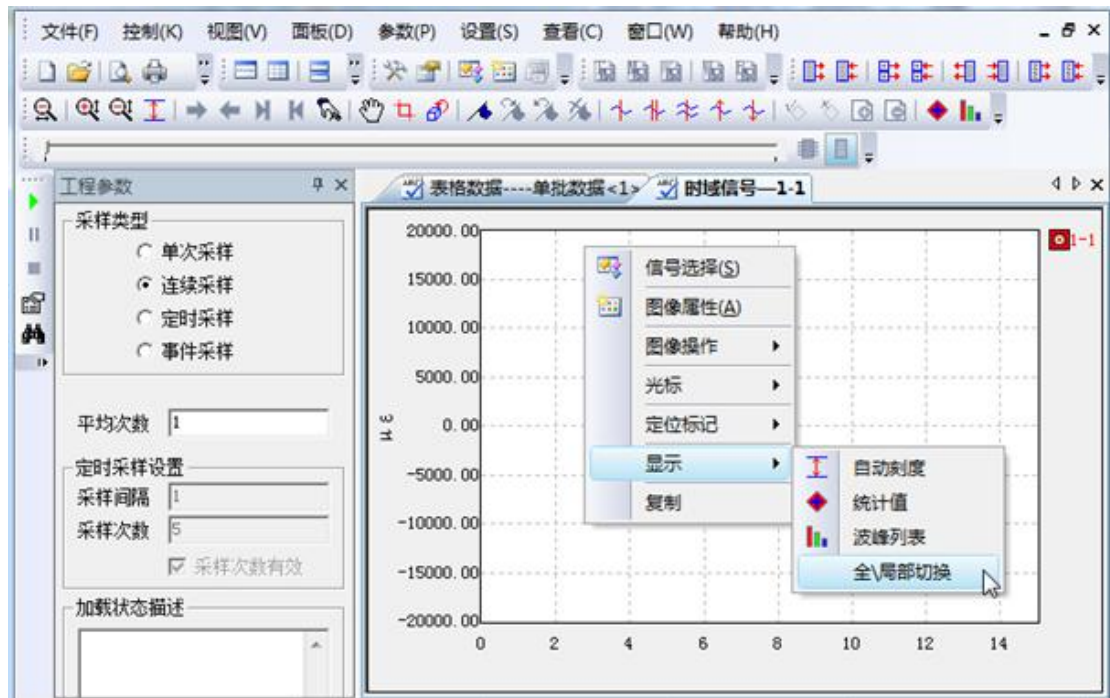 文件(F) 控制(K) 视图(V) 面板(D) 参数(P) 设置(S) 查看(C) 窗口(W) 帮助(H)
工程参数
表格数据----单批数据<1>
时域信号—1-1
采样类型
单次采样
连续采样
定时采样
事件采样
平均次数 1
定时采样设置
采样间隔 1
采样次数 5
采样次数有效
加载状态描述
20000.00
15000.00
10000.00
5000.00
0.00
-5000.00
-10000.00
-15000.00
-20000.00
με
0 2 4 6 8 10 12 14
1-1
信号选择(S)
图像属性(A)
图像操作
光标
定位标记
显示
复制
自动刻度
统计值
波峰列表
全\局部切换